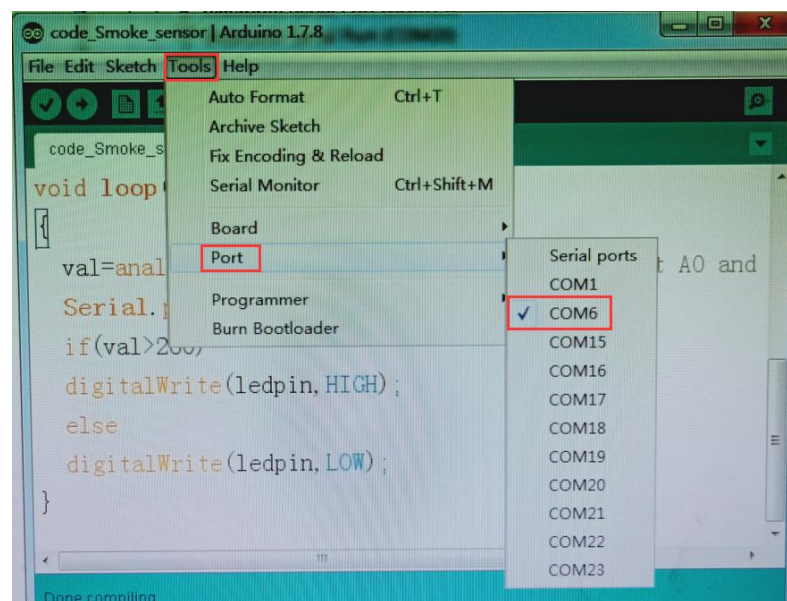 code_Smoke_sensor | Arduino 1.7.8
File Edit Sketch Tools Help
Auto Format Ctrl+T
Archive Sketch
code_Smoke_s
Fix Encoding & Reload
void loop
Serial Monitor Ctrl+Shift+M
{
Board
Port
Serial ports
val=anal
t A0 and
COM1
Programmer
Serial.
COM6
Burn Bootloader
if(val>200)
COM15
digitalWrite(ledpin,HIGH);
COM16
COM17
else
COM18
digitalWrite(ledpin,LOW);
COM19
COM20
}
COM21
COM22
COM23
Done compiling